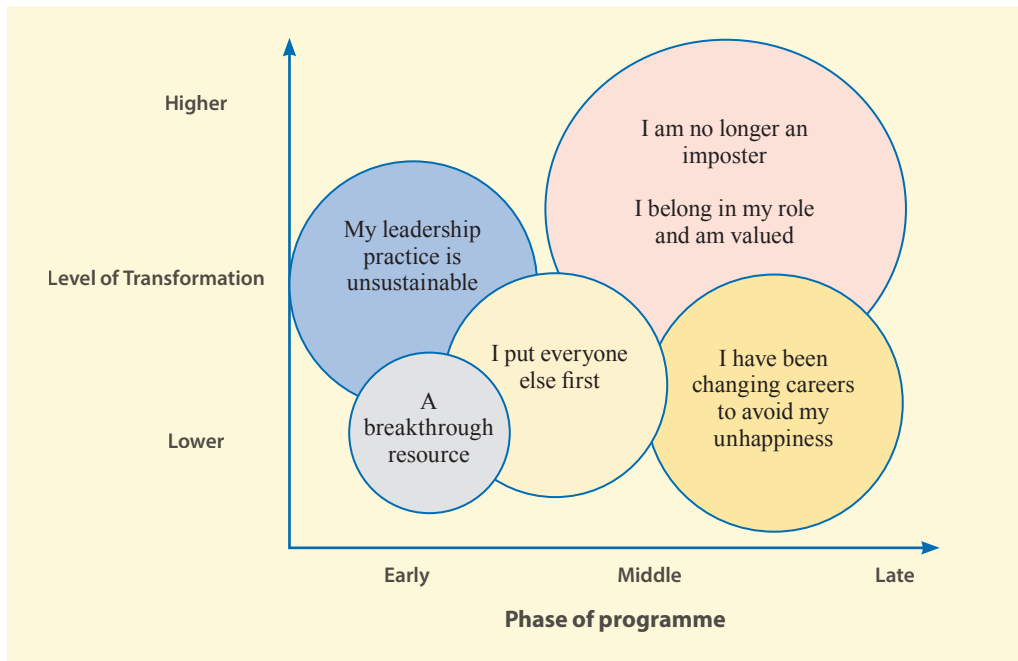 Higher
Level of Transformation
Lower
My leadership
practice is
unsustainable
A
breakthrough
resource
I put everyone
else first
I am no longer an
imposter
I belong in my role
and am valued
I have been
changing careers
to avoid my
unhappiness
Early
Middle
Late
Phase of programme